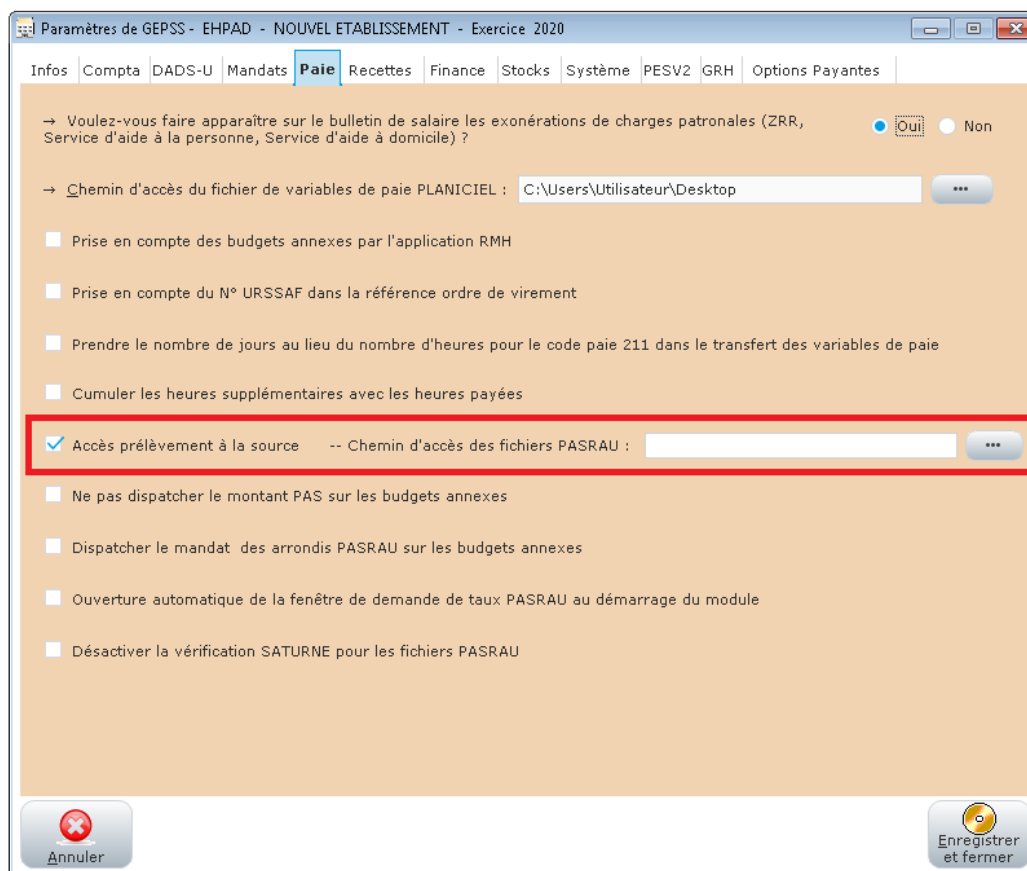 Paramètres de GEPSS - EHPAD - NOUVEL ETABLISSEMENT - Exercice 2020
Infos Compta DADS-U Mandats Paie Recettes Finance Stocks Système PESV2 GRH Options Payantes
→ Voulez-vous faire apparaître sur le bulletin de salaire les exonérations de charges patronales (ZRR,
Service d'aide à la personne, Service d'aide à domicile) ?
Oui Non
→ Chemin d'accès du fichier de variables de paie PLANICIEL : C:\Users\Utilisateur\Desktop ...
Prise en compte des budgets annexes par l'application RMH
Prise en compte du N° URSSAF dans la référence ordre de virement
Prendre le nombre de jours au lieu du nombre d'heures pour le code paie 211 dans le transfert des variables de paie
Cumuler les heures supplémentaires avec les heures payées
Accès prélèvement à la source -- Chemin d'accès des fichiers PASRAU : ...
Ne pas dispatcher le montant PAS sur les budgets annexes
Dispatcher le mandat des arrondis PASRAU sur les budgets annexes
Ouverture automatique de la fenêtre de demande de taux PASRAU au démarrage du module
Désactiver la vérification SATURNE pour les fichiers PASRAU
Annuler
Enregistrer
et fermer